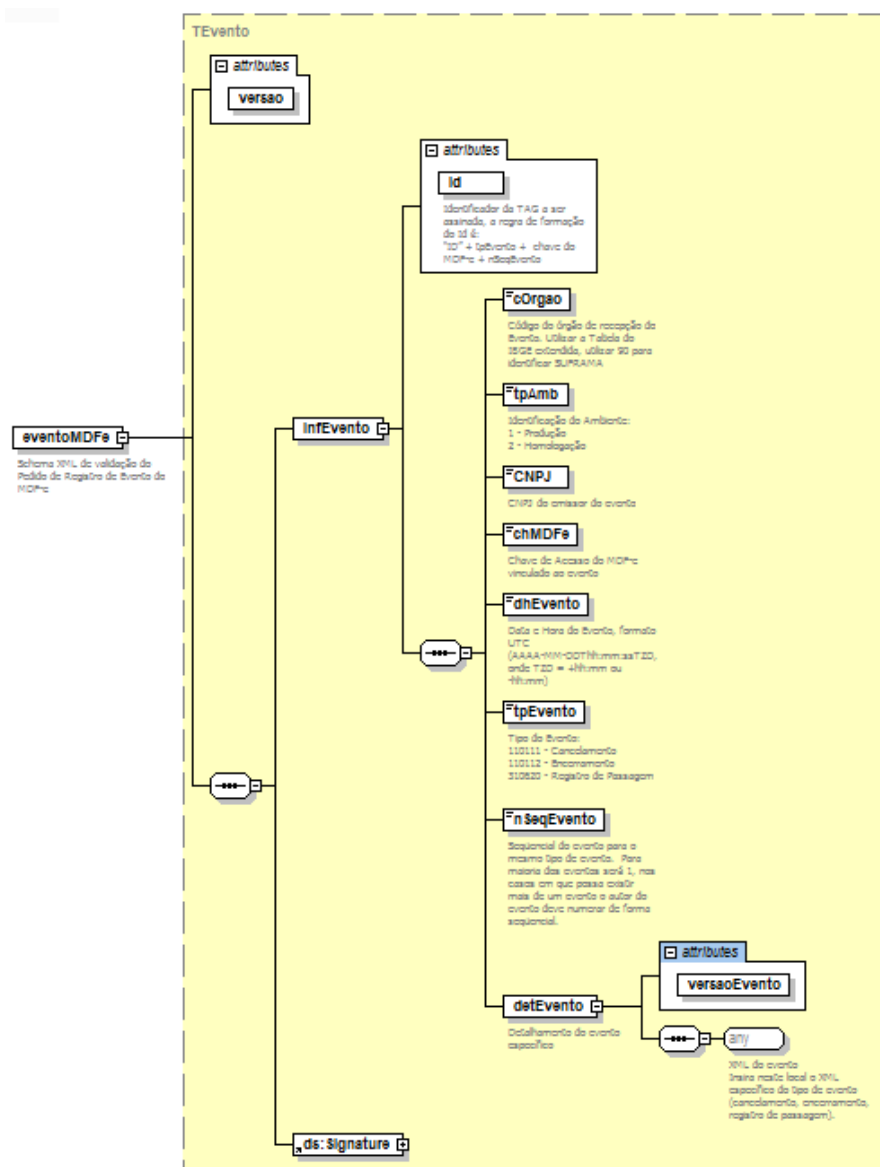 TEvento
attributes
versao
attributes
Id
Identificador da TAG a ser
assinada, a regra de formação
do Id é:
"ID" + tpEvento + chave do
MDF-e + nSeqEvento
cOrgao
Código do órgão de recepção do
Evento. Utilizar a Tabela do
IBGE extendida, utilizar 90 para
identificar SUFRAMA
tpAmb
Identificação do Ambiente:
1 - Produção
2 - Homologação
infEvento
eventoMDFe
Schema XML de validação do
Pedido de Registro de Evento do
MDF-e
CNPJ
CNPJ do emissor do evento
chMDFe
Chave de Acesso do MDF-e
vinculado ao evento
dhEvento
Data e Hora do Evento, formato
UTC
(AAAA-MM-DDThh:mm:ssTZD,
onde TZD = +hh:mm ou
-hh:mm)
tpEvento
Tipo do Evento:
110111 - Cancelamento
110112 - Encerramento
310620 - Registro de Passagem
nSeqEvento
Seqüencial do evento para o
mesmo tipo de evento. Para
maioria dos eventos será 1, nos
casos em que possa existir
mais de um evento o autor do
evento deve numerar de forma
seqüencial.
attributes
versaoEvento
detEvento
Detalhamento do evento
específico
any
XML do evento
Insira neste local o XML
específico do tipo de evento
(cancelamento, encerramento,
registro de passagem).
ds:Signature